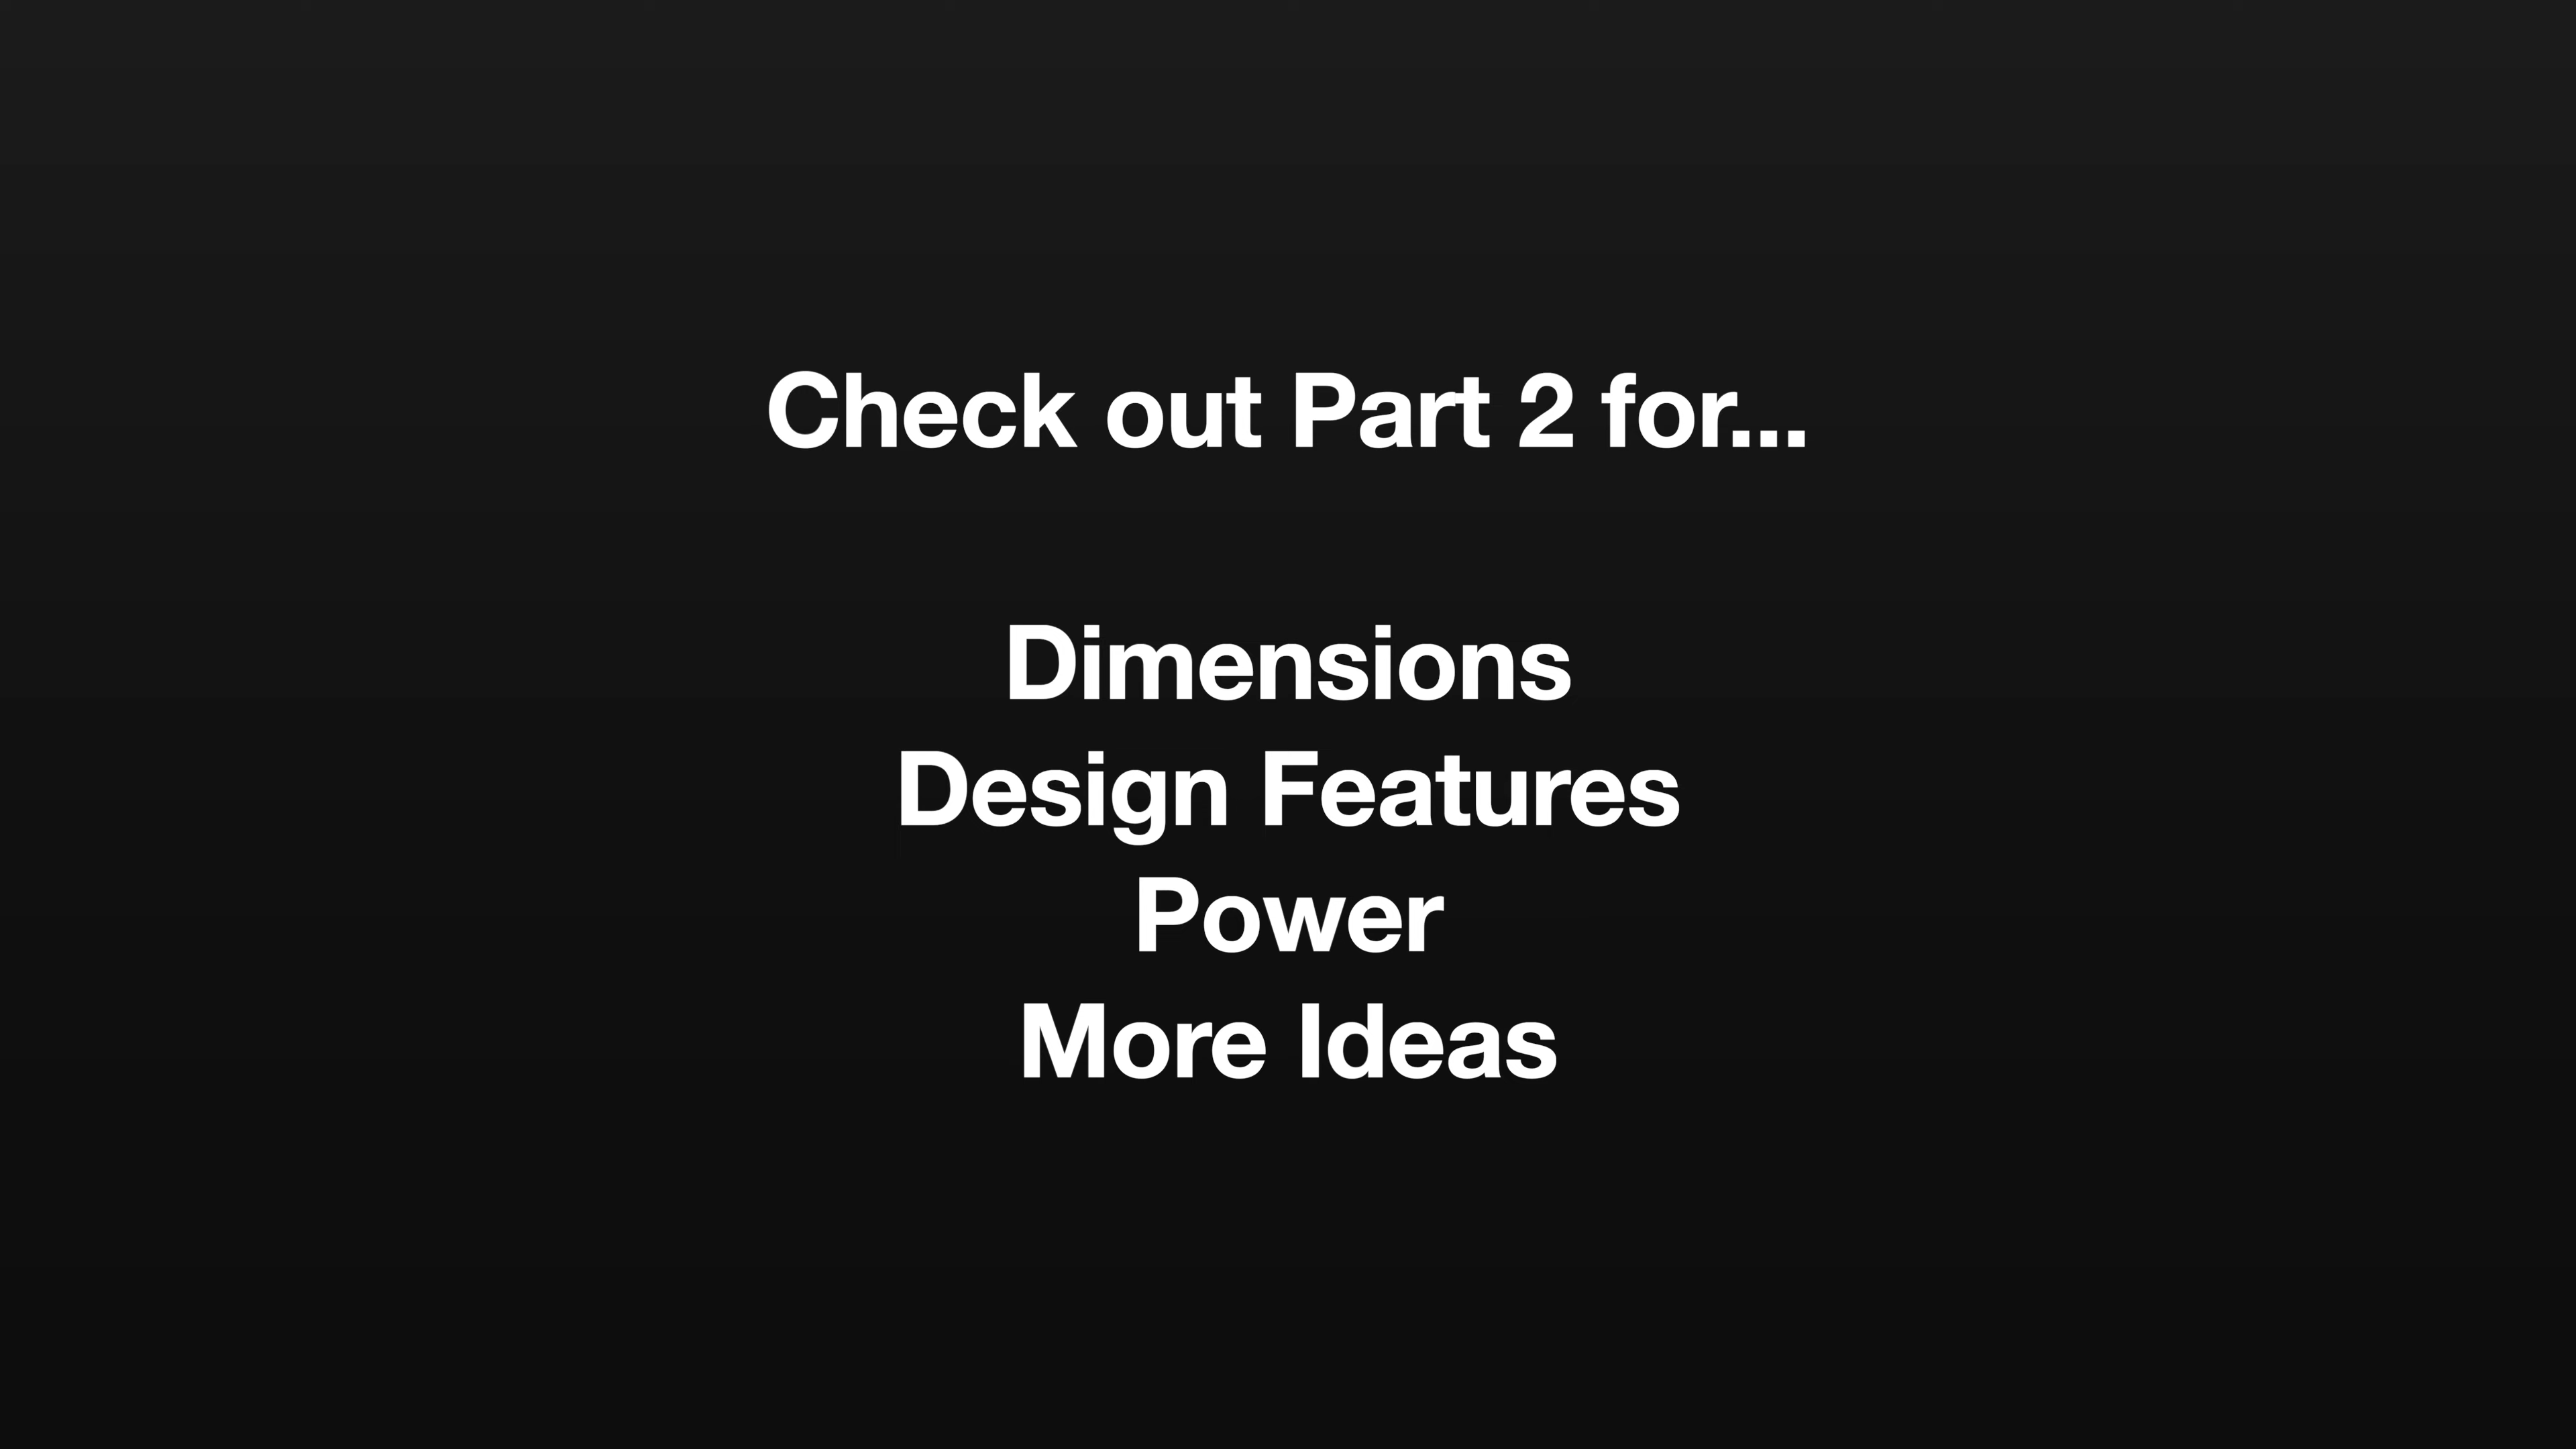 Check out Part 2 for...
Dimensions
Design Features
Power
More Ideas